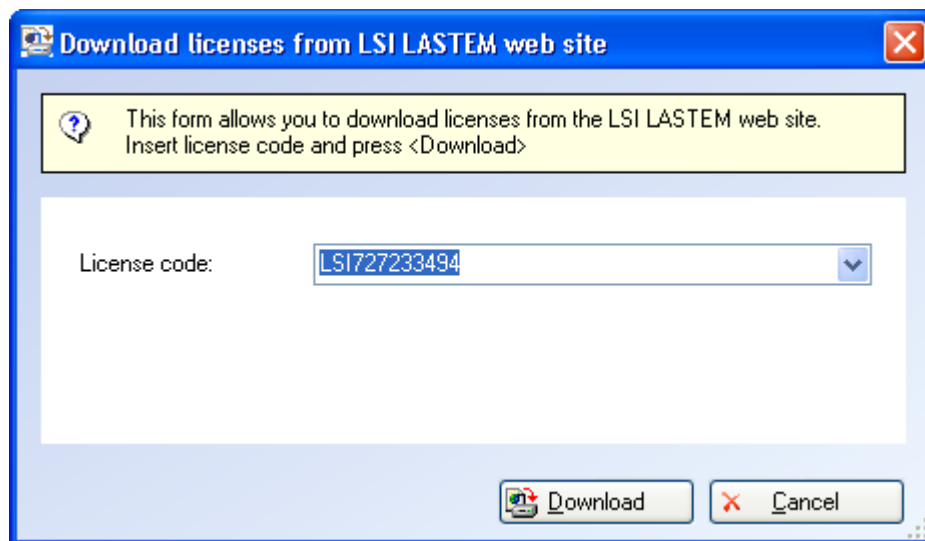 Download licenses from LSI LASTEM web site
This form allows you to download licenses from the LSI LASTEM web site.
Insert license code and press <Download>
License code:
LSI727233494
Download
Cancel